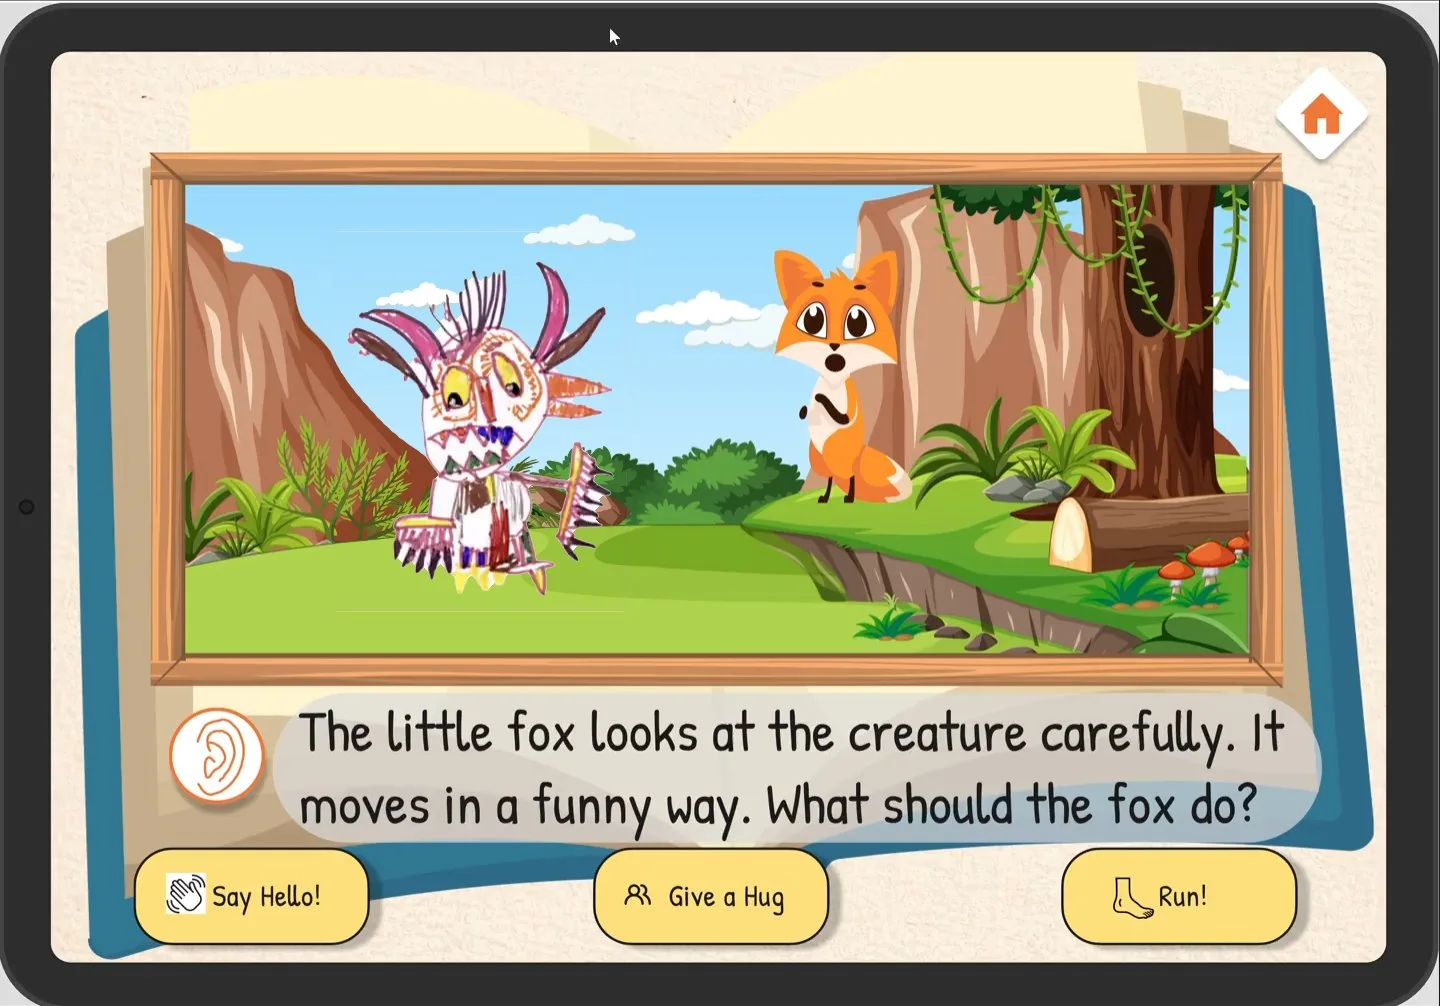 The little fox looks at the creature carefully. It
moves in a funny way. What should the fox do?
Say Hello!
Give a Hug
Run!